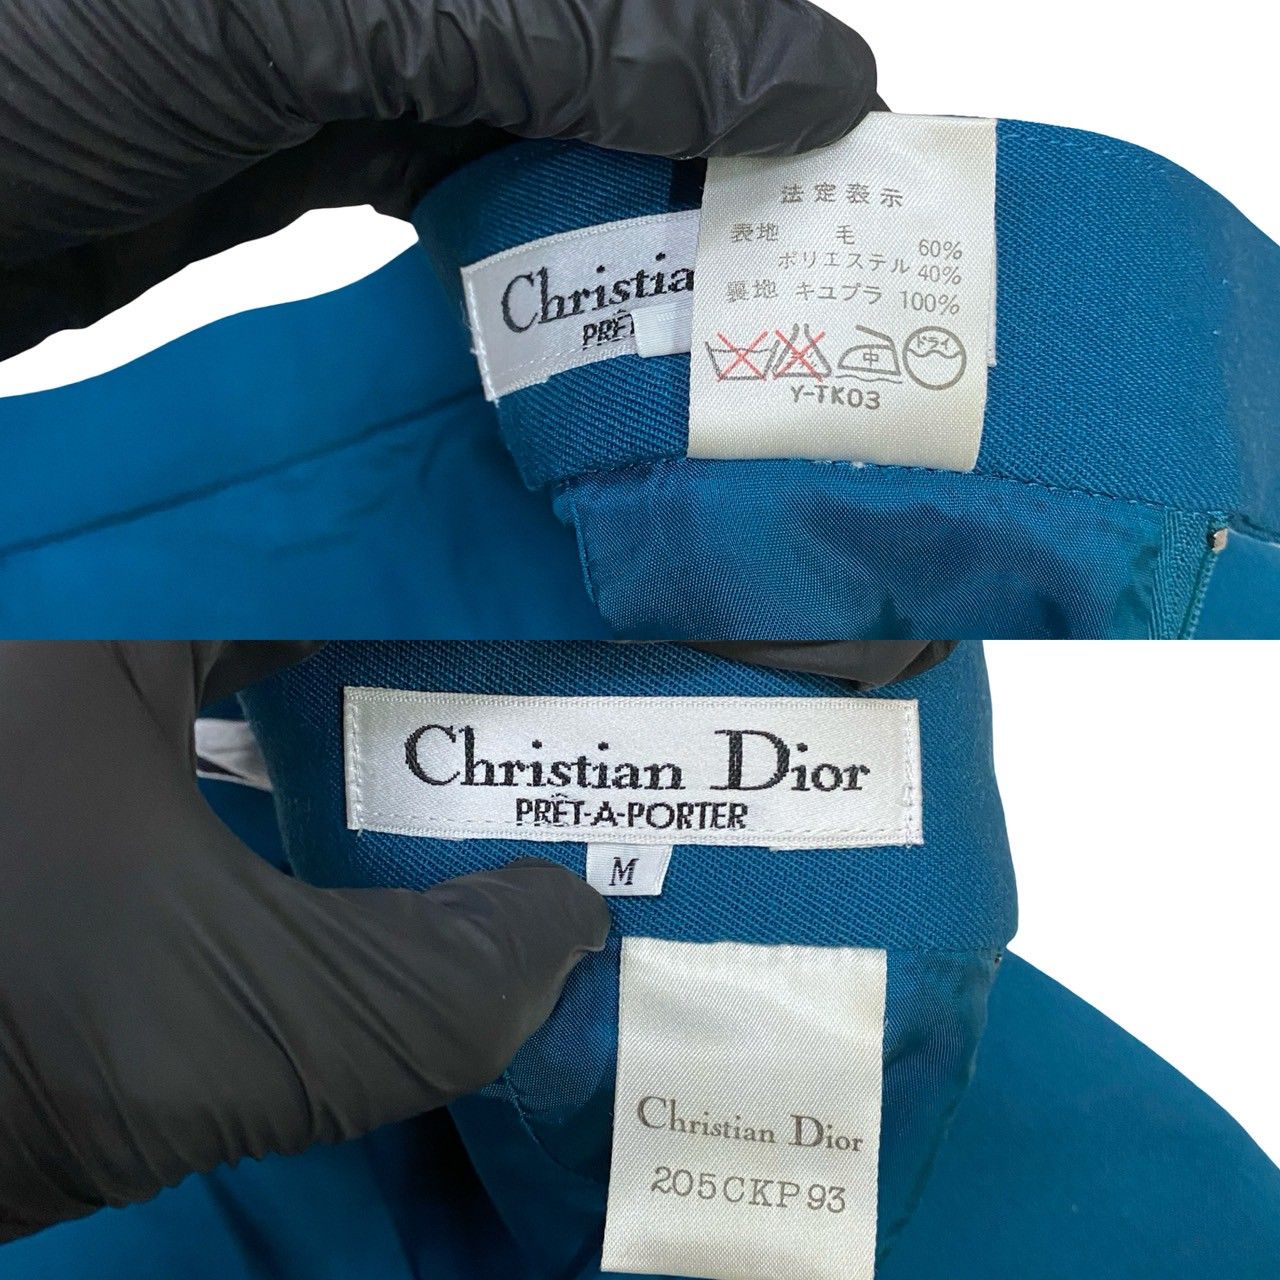 法定表示
表地 毛 60%
ポリエステル 40%
裏地 キュプラ 100%
中
ドライ
Y-TK03
Christia
PRÊT
Christian Dior
PRÊT-A-PORTER
M
Christian Dior
205CKP93